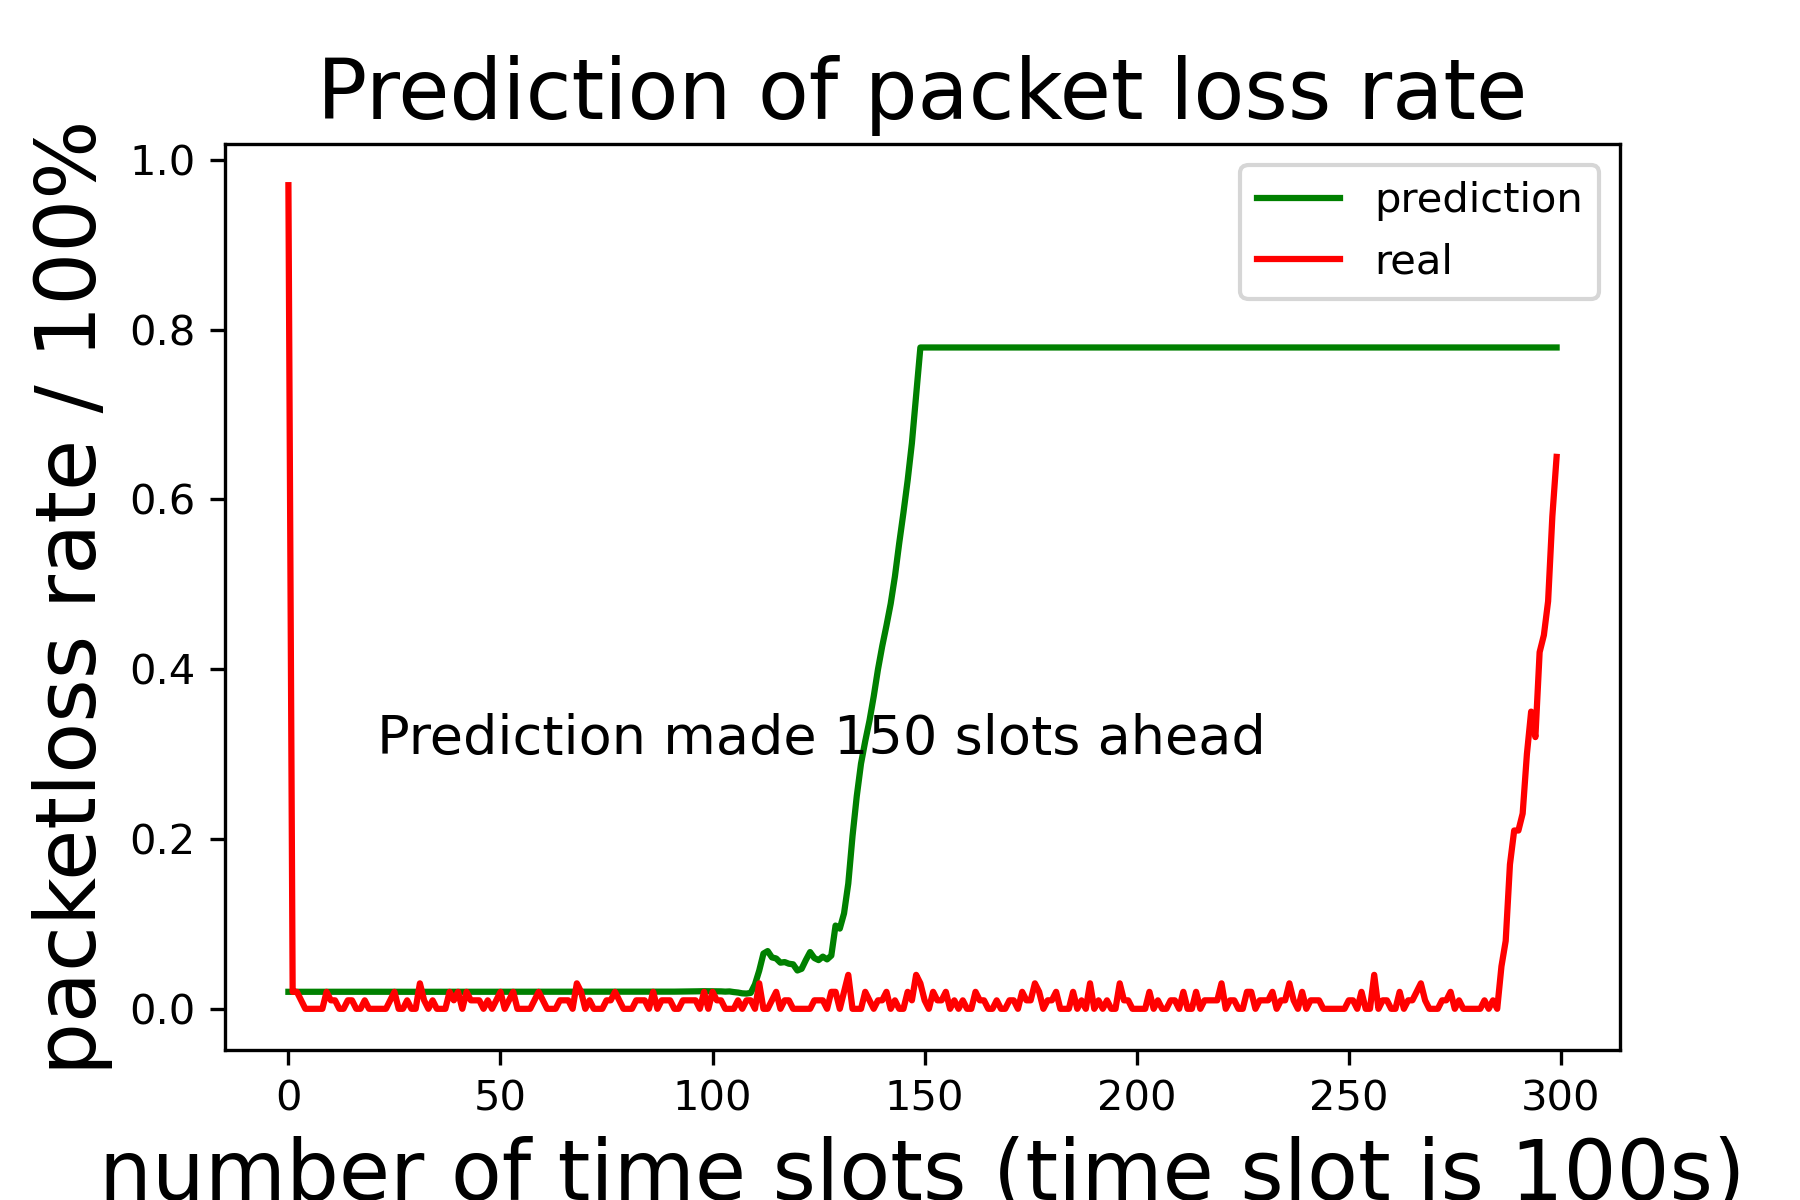 Prediction of packet loss rate
packetloss rate / 100%
1.0
0.8
0.6
0.4
0.2
0.0
prediction
real
Prediction made 150 slots ahead
0 50 100 150 200 250 300
number of time slots (time slot is 100s)